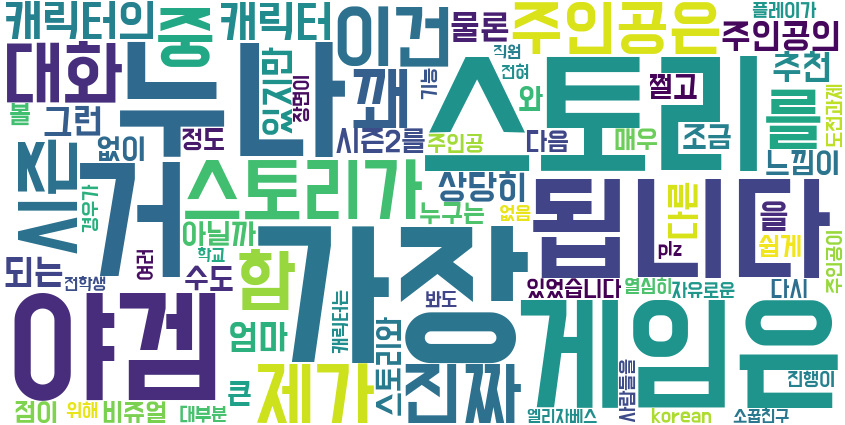 캐릭터의
중
캐릭터
이건
물론
주인공은
플레이가
주인공의
대화
누나
꽤
스토리
직원
전혀
쩔고
추천
를
볼
그런
정도
있지만
장면이
기능
와
도전과제
없이
시즌2를
주인공
다음
매우
조금
느낌이
시즌
거
스토리가
상당히
됩니다
경우가
누구는
없음
다른
을
아닐까
가장
쉽게
plz
되는
전학생
여러
학교
수도
함
봐도
있었습니다
열심히
자유로운
다시
주인공이
야겜
엄마
캐릭터는
스토리와
게임은
제가
진짜
큰
사람들을
진행이
점이
위해
비쥬얼
대부분
엘리자베스
korean
소꿉친구